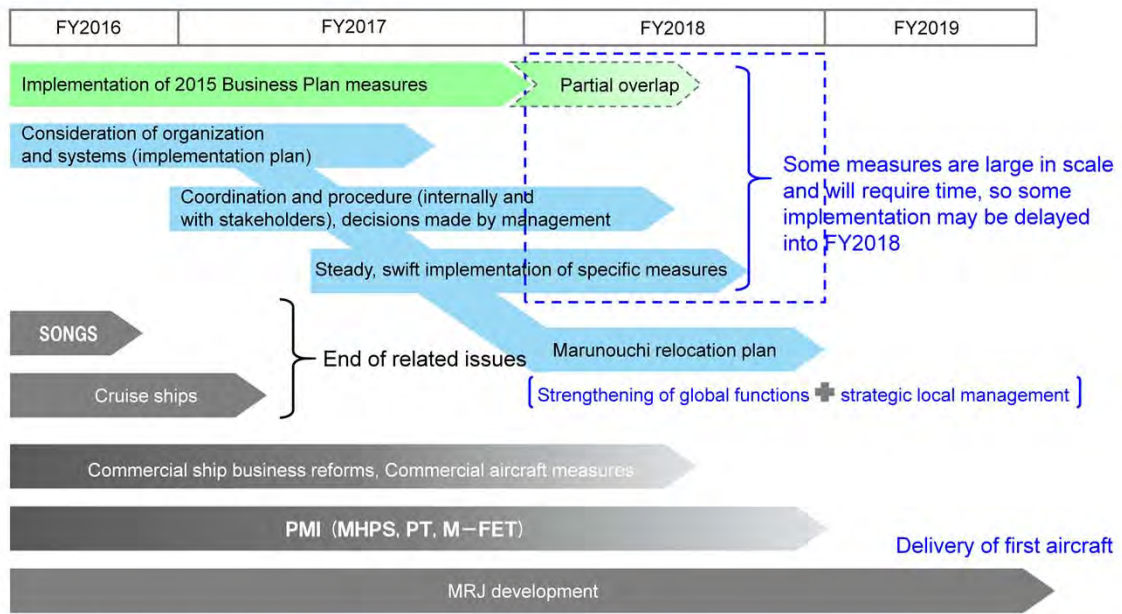 FY2016 FY2017 FY2018 FY2019
Implementation of 2015 Business Plan measures
Partial overlap
Consideration of organization
and systems (implementation plan)
Coordination and procedure (internally and
with stakeholders), decisions made by management
Steady, swift implementation of specific measures
Some measures are large in scale
and will require time, so some
implementation may be delayed
into FY2018
SONGS
Cruise ships
End of related issues
Marunouchi relocation plan
[Strengthening of global functions + strategic local management]
Commercial ship business reforms, Commercial aircraft measures
PMI (MHPS, PT, M-FET)
Delivery of first aircraft
MRJ development